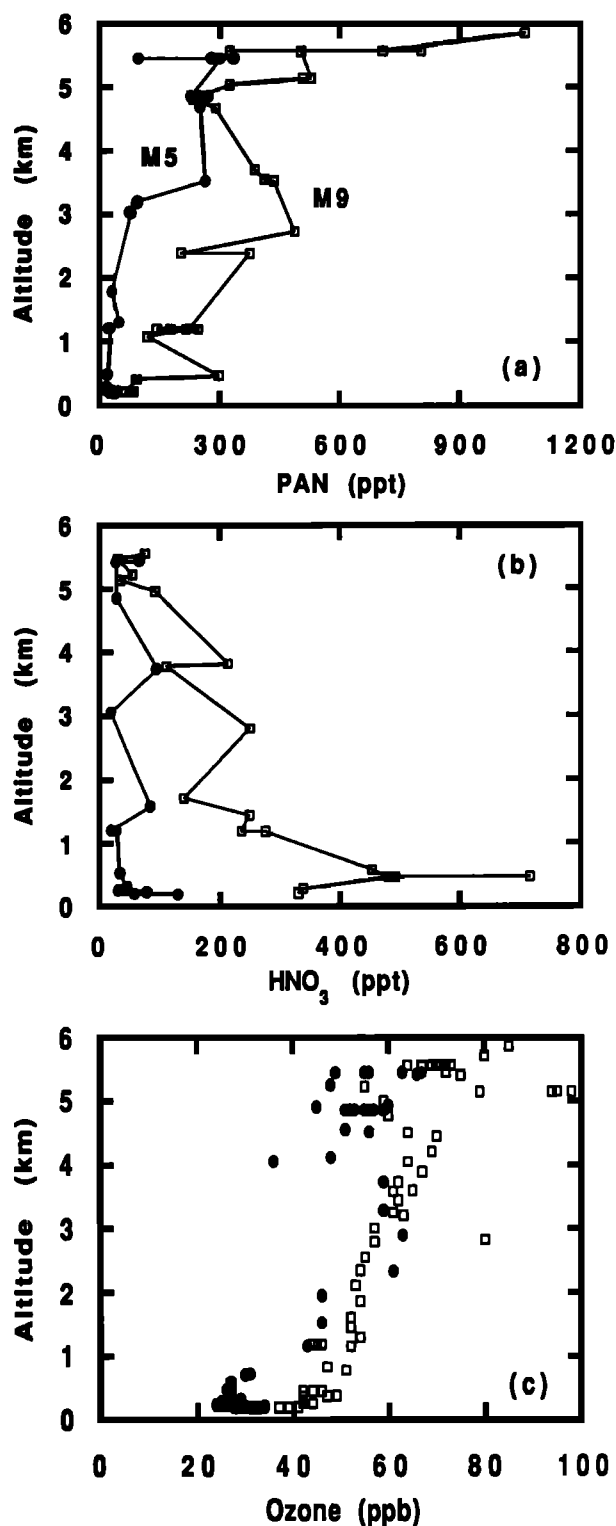 6
5
4
3
2
1
0
Altitude (km)
M5
M9
(a)
0 300 600 900 1200
PAN (ppt)
6
5
4
3
2
1
0
Altitude (km)
(b)
0 200 400 600 800
HNO₃ (ppt)
6
5
4
3
2
1
0
Altitude (km)
(c)
0 20 40 60 80 100
Ozone (ppb)